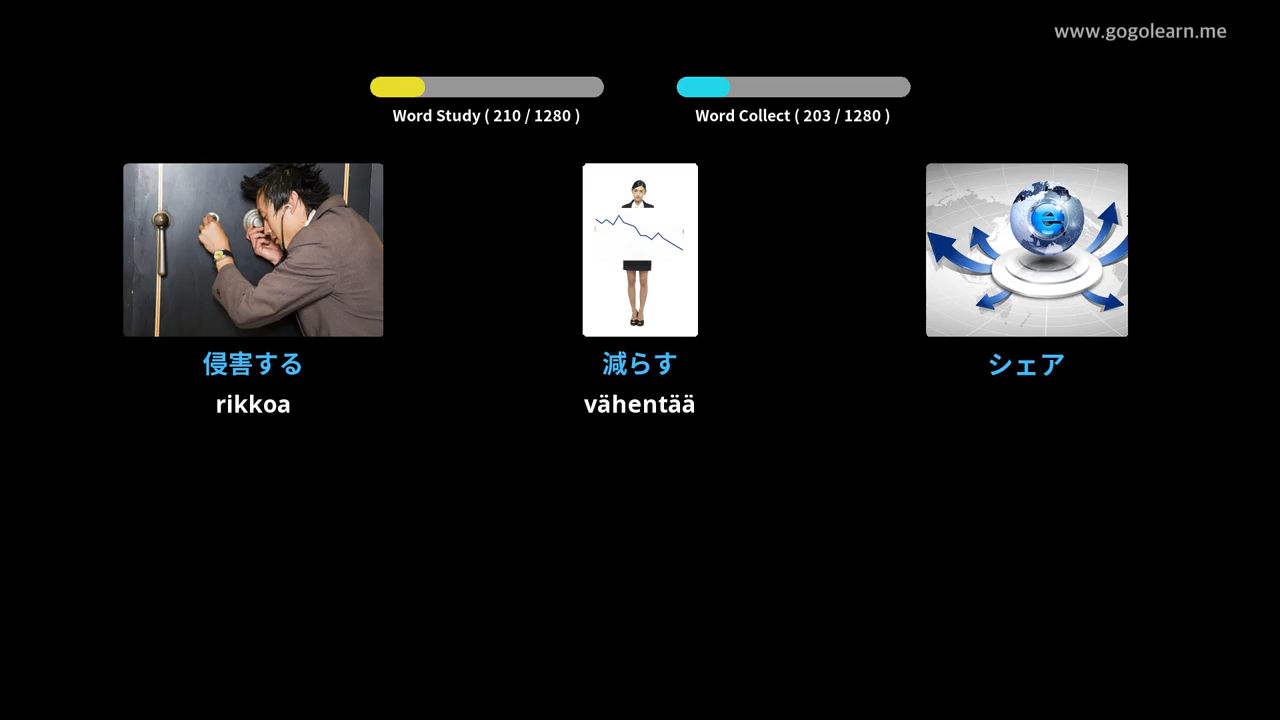 www.gogolearn.me
Word Study ( 210 / 1280 )
Word Collect ( 203 / 1280 )
侵害する
減らす
シェア
rikkoa
vähentää